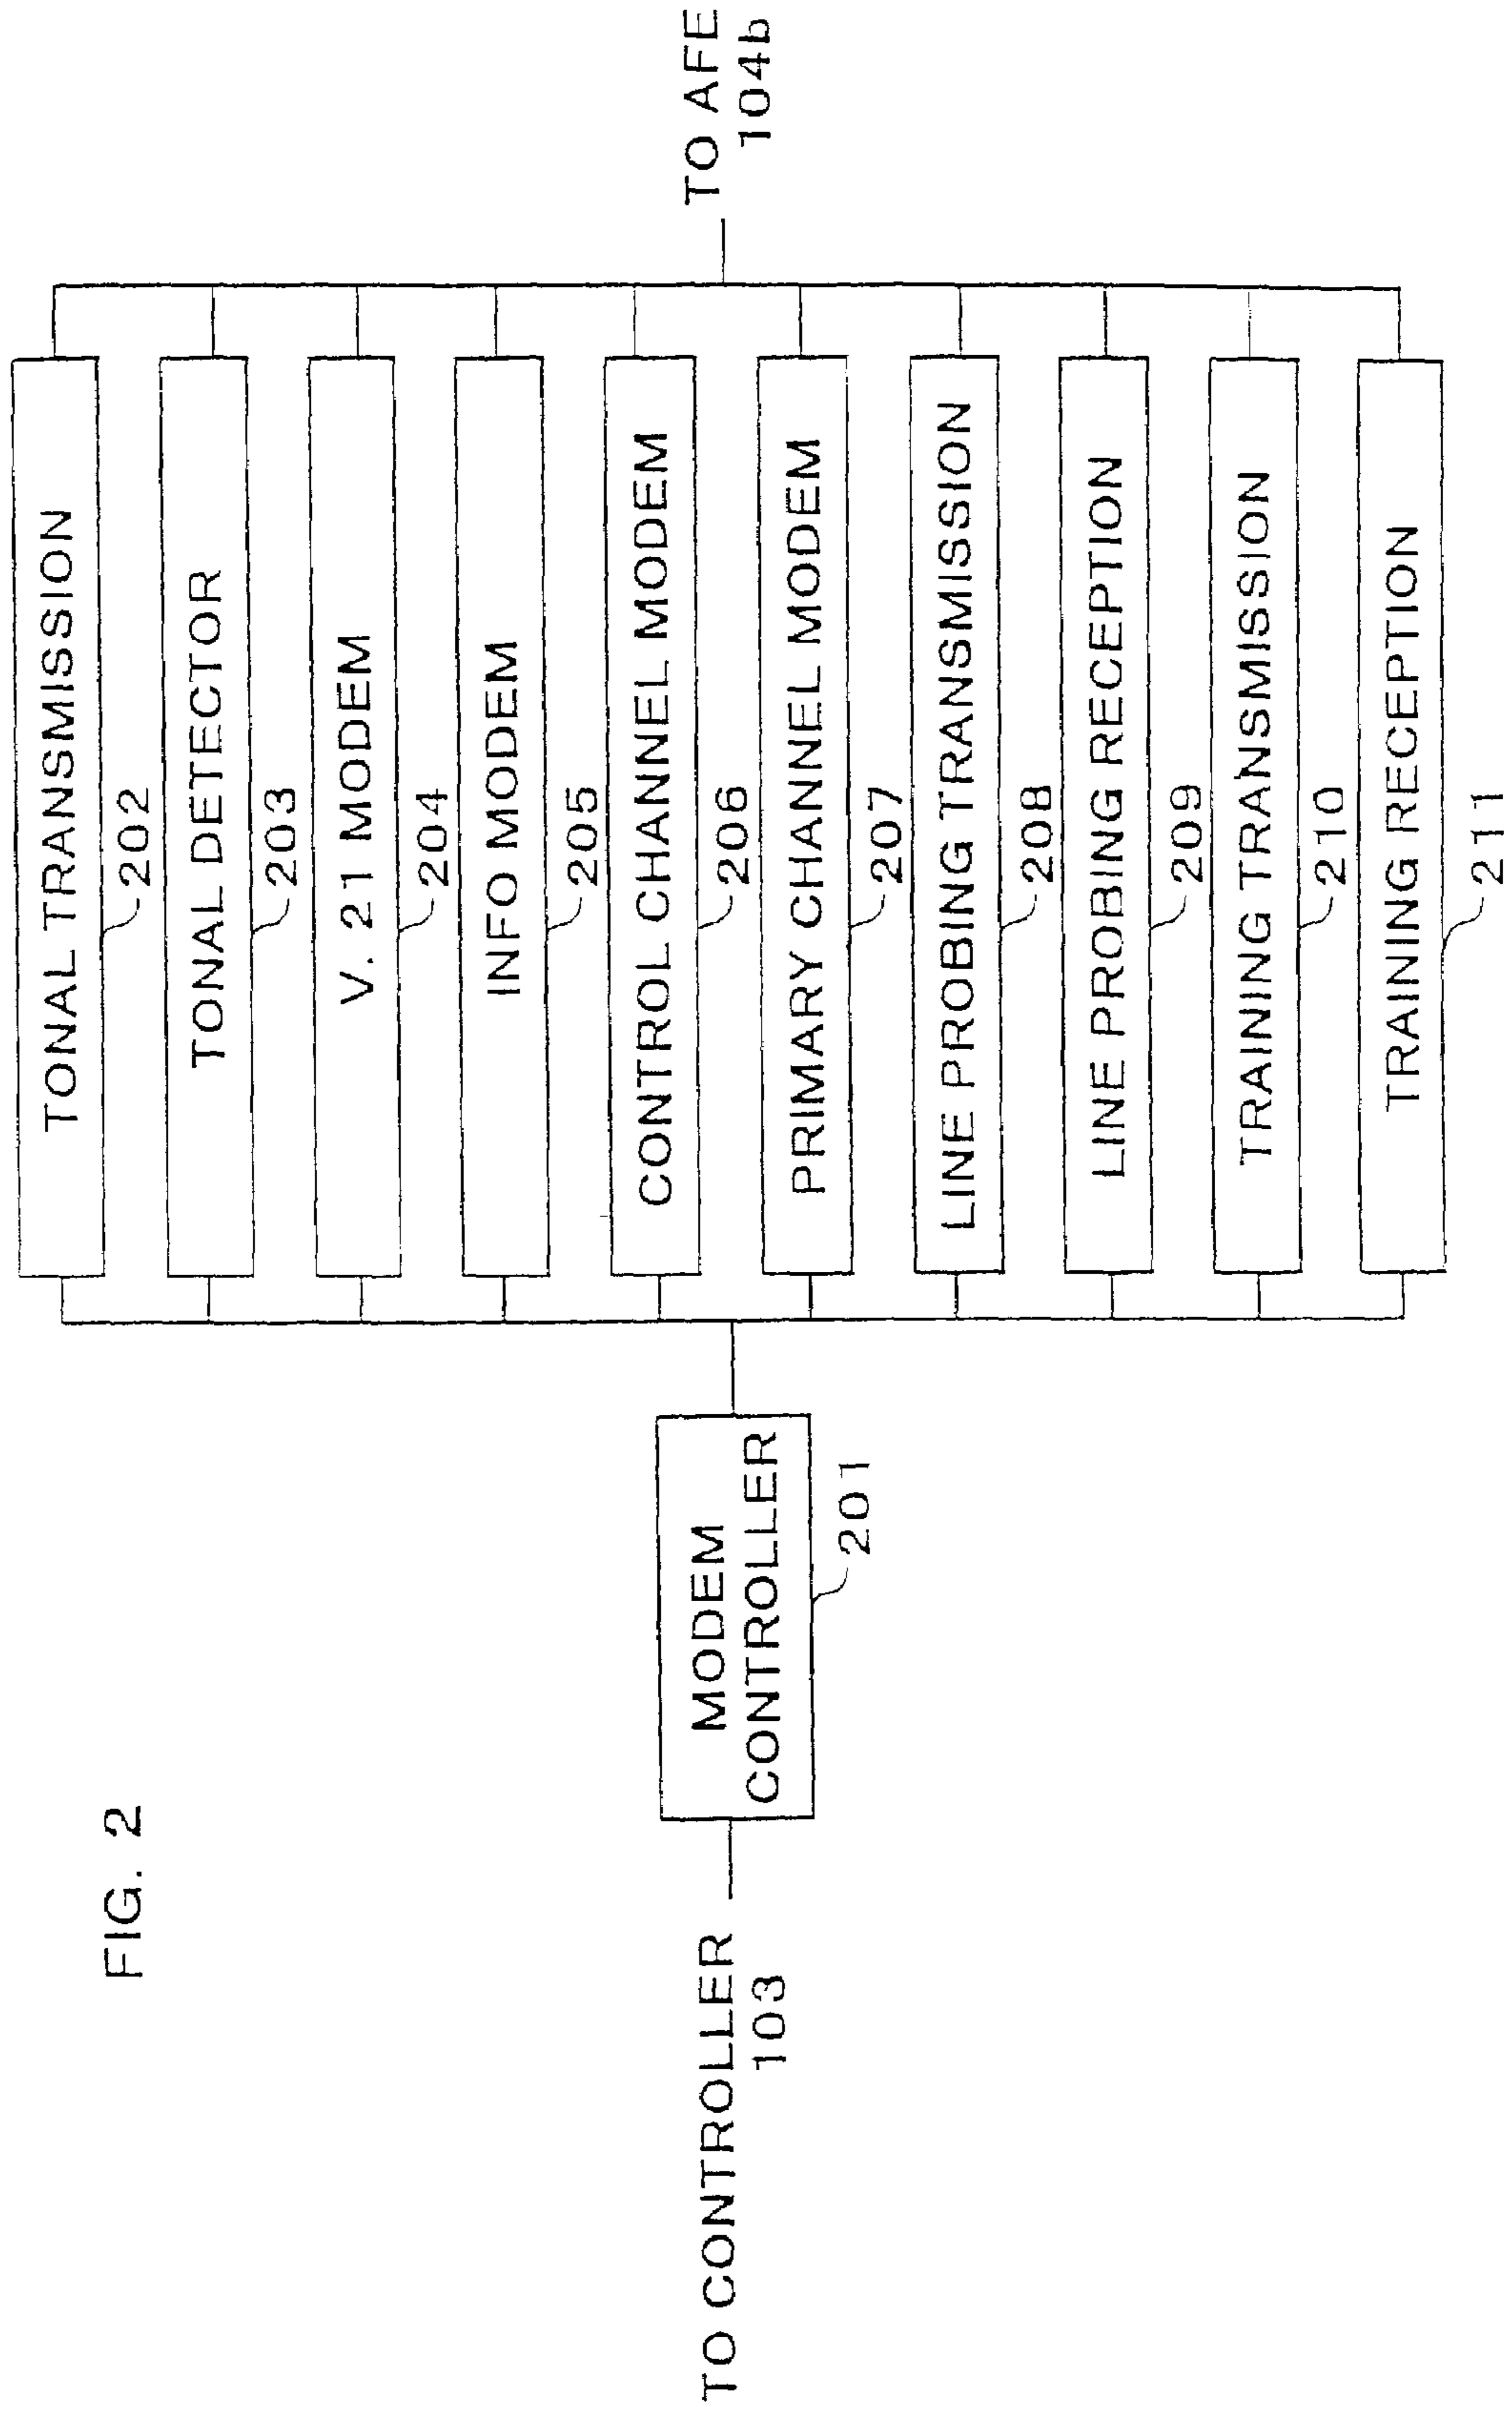 FIG. 2
TO CONTROLLER
103
MODEM
CONTROLLER
201
TONAL TRANSMISSION
202
TONAL DETECTOR
203
V. 21 MODEM
204
INFO MODEM
205
CONTROL CHANNEL MODEM
206
PRIMARY CHANNEL MODEM
207
LINE PROBING TRANSMISSION
208
LINE PROBING RECEPTION
209
TRAINING TRANSMISSION
210
TRAINING RECEPTION
211
TO AFE
104b